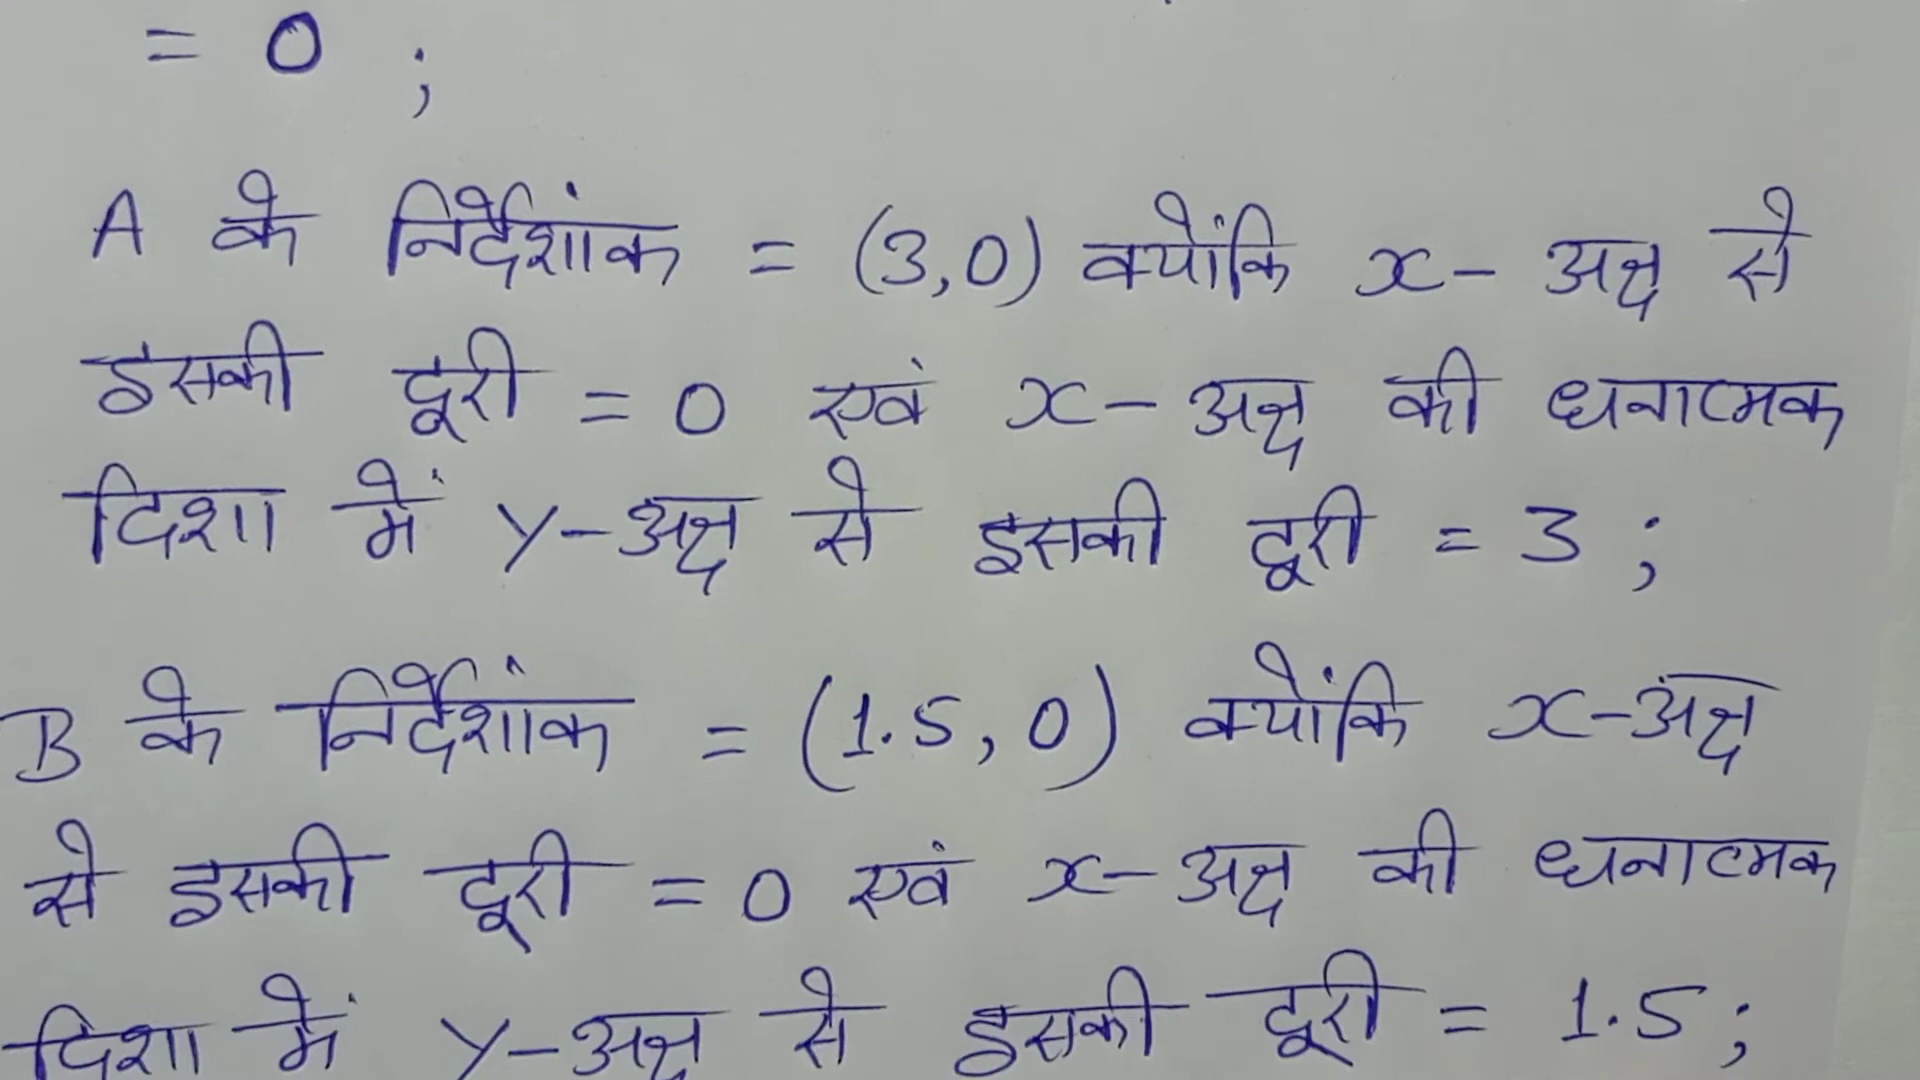 = 0 ;
A के निर्देशांक = (3,0) क्योंकि x- अक्ष से
इसकी दूरी = 0 एवं x- अक्ष की धनात्मक
दिशा में y-अक्ष से इसकी दूरी = 3 ;
B के निर्देशांक = (1.5, 0) क्योंकि x-अक्ष
से इसकी दूरी = 0 एवं x- अक्ष की धनात्मक
दिशा में y-अक्ष से इसकी दूरी = 1.5 ;